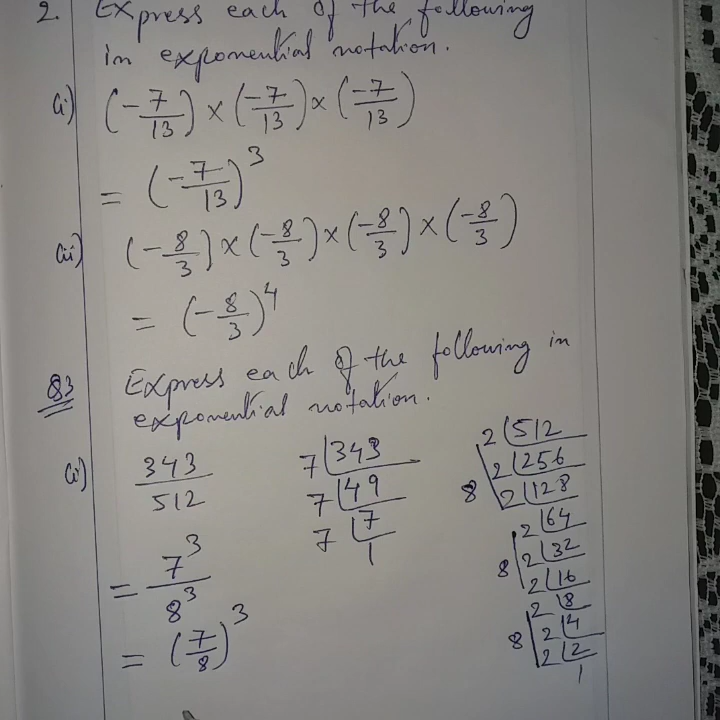 2. Express each of the following
in exponential notation.
i) (-7/13) × (-7/13) × (-7/13)
= (-7/13)^3
ii) (-8/3) × (-8/3) × (-8/3) × (-8/3)
= (-8/3)^4
Q3 Express each of the following in
exponential notation.
i) 343/512
= 7^3/8^3
= (7/8)^3
7 343
7 49
7 7
1
2 512
8 2 256
2 128
2 64
8 2 32
2 16
2 8
8 2 4
2 2
1